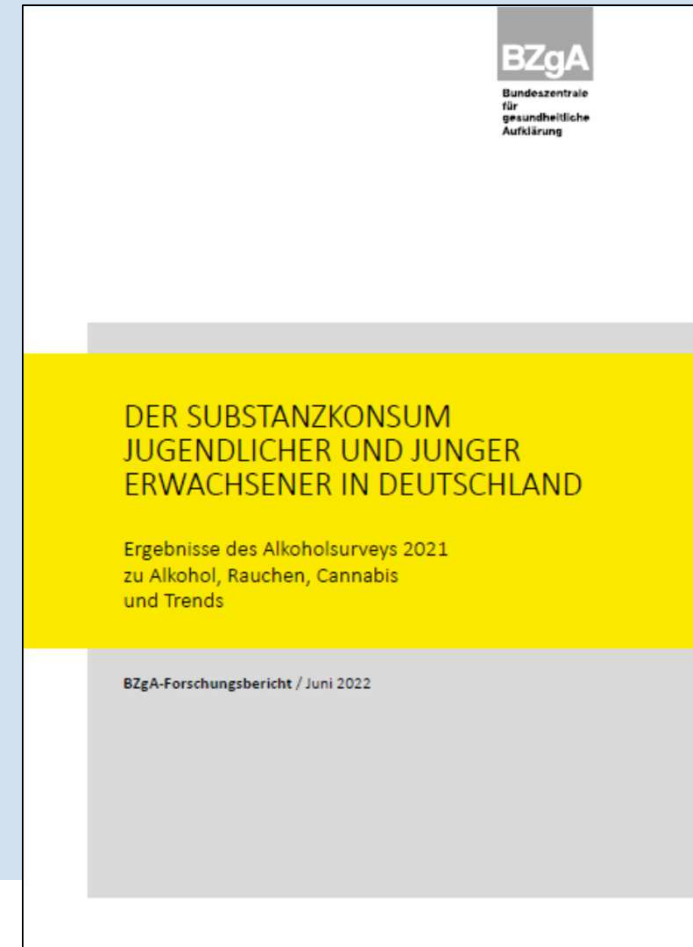 BZgA
Bundeszentrale
für
gesundheitliche
Aufklärung
DER SUBSTANZKONSUM
JUGENDLICHER UND JUNGER
ERWACHSENER IN DEUTSCHLAND
Ergebnisse des Alkoholsurveys 2021
zu Alkohol, Rauchen, Cannabis
und Trends
BZgA-Forschungsbericht / Juni 2022